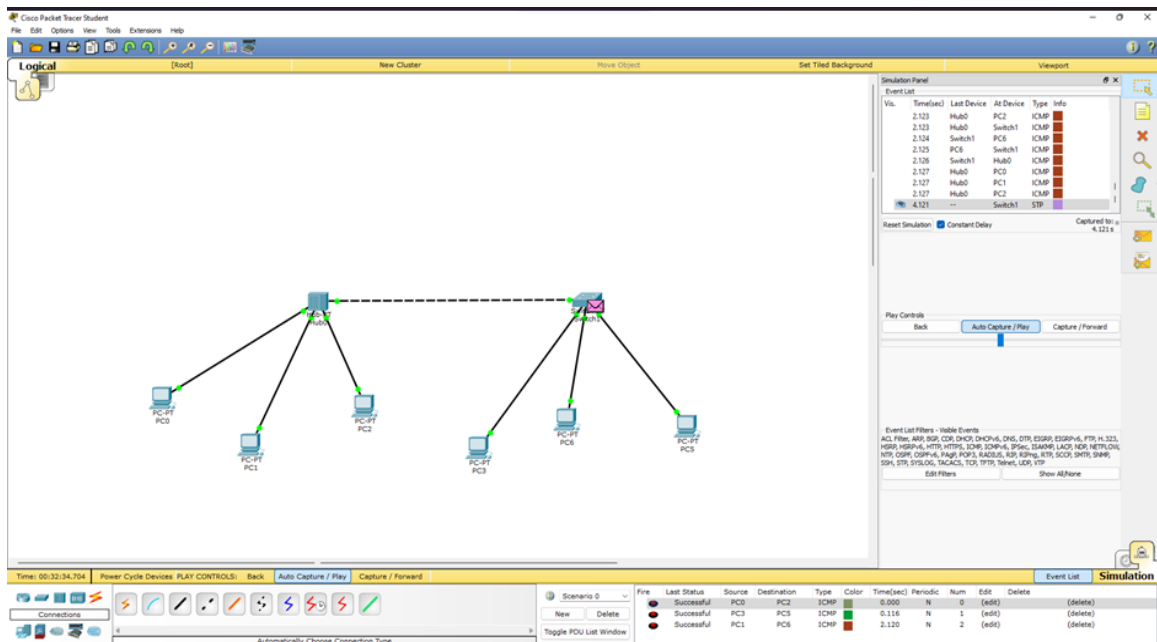 Cisco Packet Tracer Student
File Edit Options View Tools Extensions Help
Logical [Root] New Cluster Move Object Set Tiled Background Viewport
Simulation Panel
Event List
Vis. Time(sec) Last Device At Device Type Info
2.123 Hub0 PC2 ICMP
2.123 Hub0 Switch1 ICMP
2.124 Switch1 PC6 ICMP
2.125 PC6 Switch1 ICMP
2.126 Switch1 Hub0 ICMP
2.127 Hub0 PC0 ICMP
2.127 Hub0 PC1 ICMP
2.127 Hub0 PC2 ICMP
4.121 -- Switch1 STP
Reset Simulation Constant Delay Captured to:
4.121 s
Play Controls
Back Auto Capture / Play Capture / Forward
Event List Filters - Visible Events
ACL Filter, ARP, BGP, CDP, DHCP, DHCPv6, DNS, DTP, EIGRP, EIGRPv6, FTP, H.323,
HSRP, HSRPv6, HTTP, HTTPS, ICMP, ICMPv6, IPSec, ISAKMP, LACP, NDP, NETFLOW,
NTP, OSPF, OSPFv6, PAgP, POP3, RADIUS, RIP, RIPng, RTP, SCCP, SMTP, SNMP,
SSH, STP, SYSLOG, TACACS, TCP, TFTP, Telnet, UDP, VTP
Edit Filters Show All/None
Hub0
Switch1
PC-PT
PC0
PC-PT
PC1
PC-PT
PC2
PC-PT
PC3
PC-PT
PC6
PC-PT
PC5
Time: 00:32:34.704 Power Cycle Devices PLAY CONTROLS: Back Auto Capture / Play Capture / Forward Event List Simulation
Connections
Automatically Choose Connection Type
Scenario 0
New Delete
Toggle PDU List Window
Fire Last Status Source Destination Type Color Time(sec) Periodic Num Edit Delete
Successful PC0 PC2 ICMP 0.000 N 0 (edit) (delete)
Successful PC3 PC5 ICMP 0.116 N 1 (edit) (delete)
Successful PC1 PC6 ICMP 2.120 N 2 (edit) (delete)